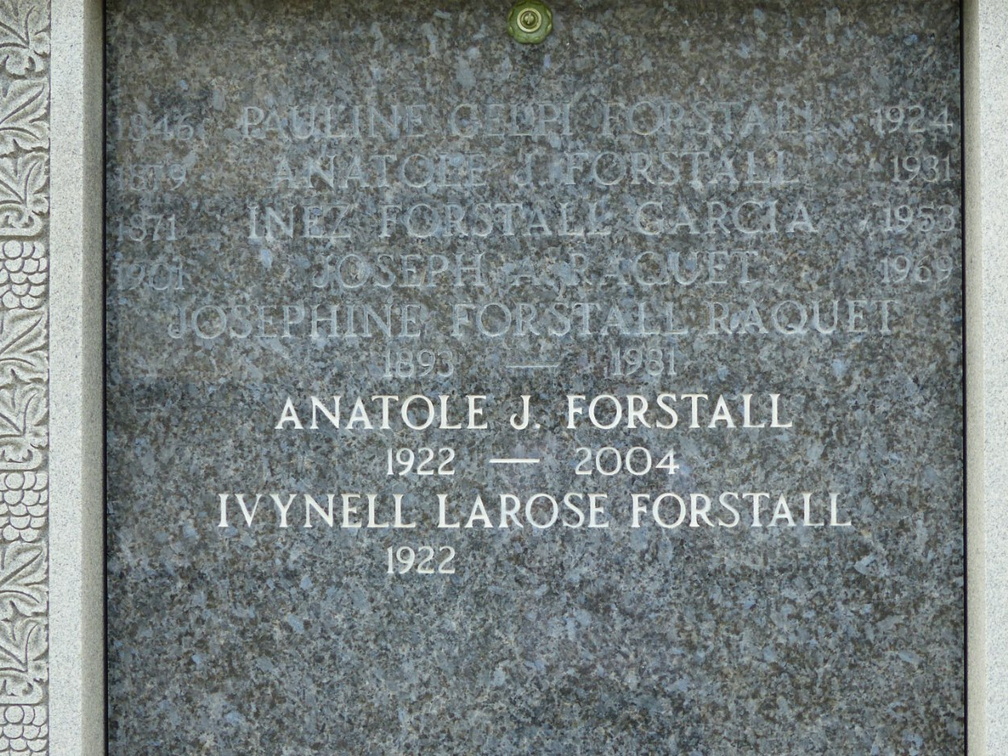 1846 PAULINE GELPI FORSTALL 1924
1879 ANATOLE J. FORSTALL 1931
1871 INEZ FORSTALL GARCIA 1953
1901 JOSEPH A. RAQUET 1969
JOSEPHINE FORSTALL RAQUET
1893 — 1981
ANATOLE J. FORSTALL
1922 — 2004
IVYNELL LAROSE FORSTALL
1922